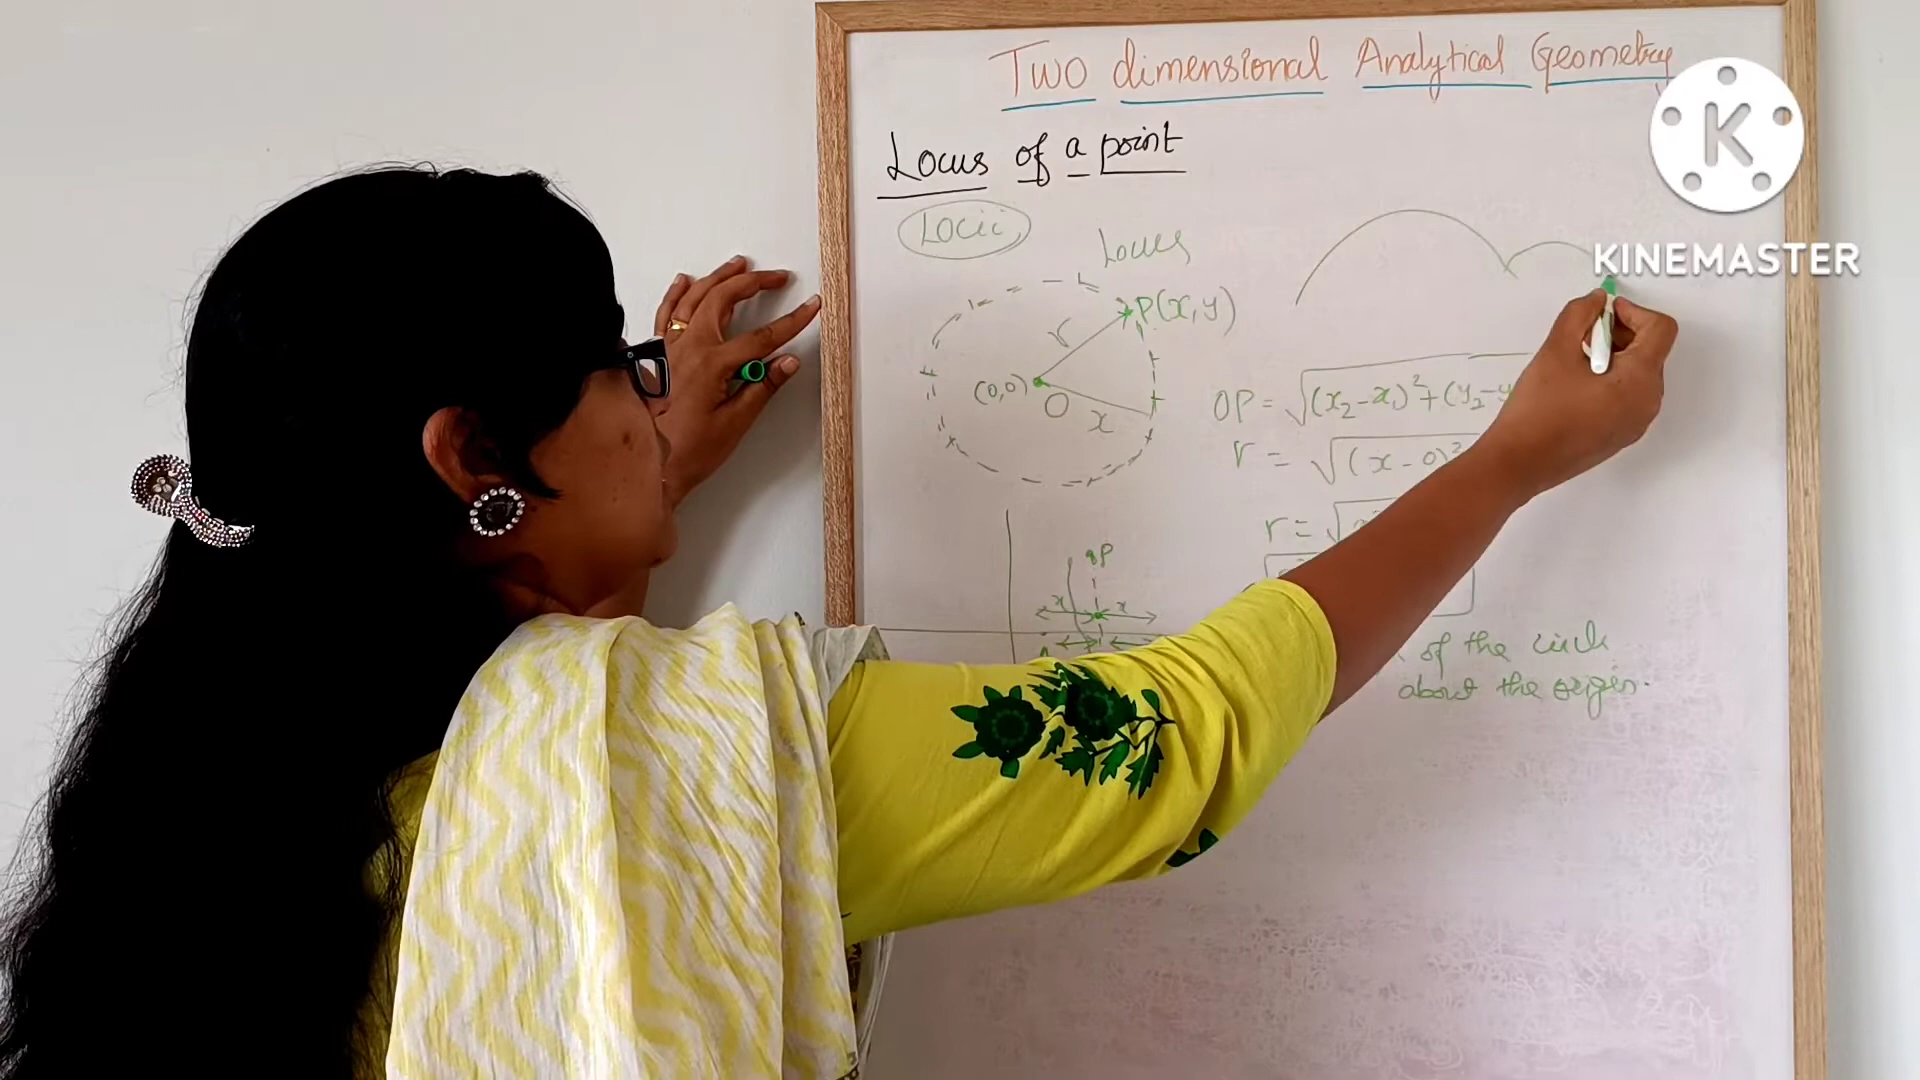 Two dimensional Analytical Geometry
Locus of a point
Locii
Locus
P(x,y)
r
(0,0)
O
x
OP = √(x₂-x₁)²+(y₂-y
r = √(x-0)²
r = √
P
x x
of the circle
about the origin.
K
KINEMASTER